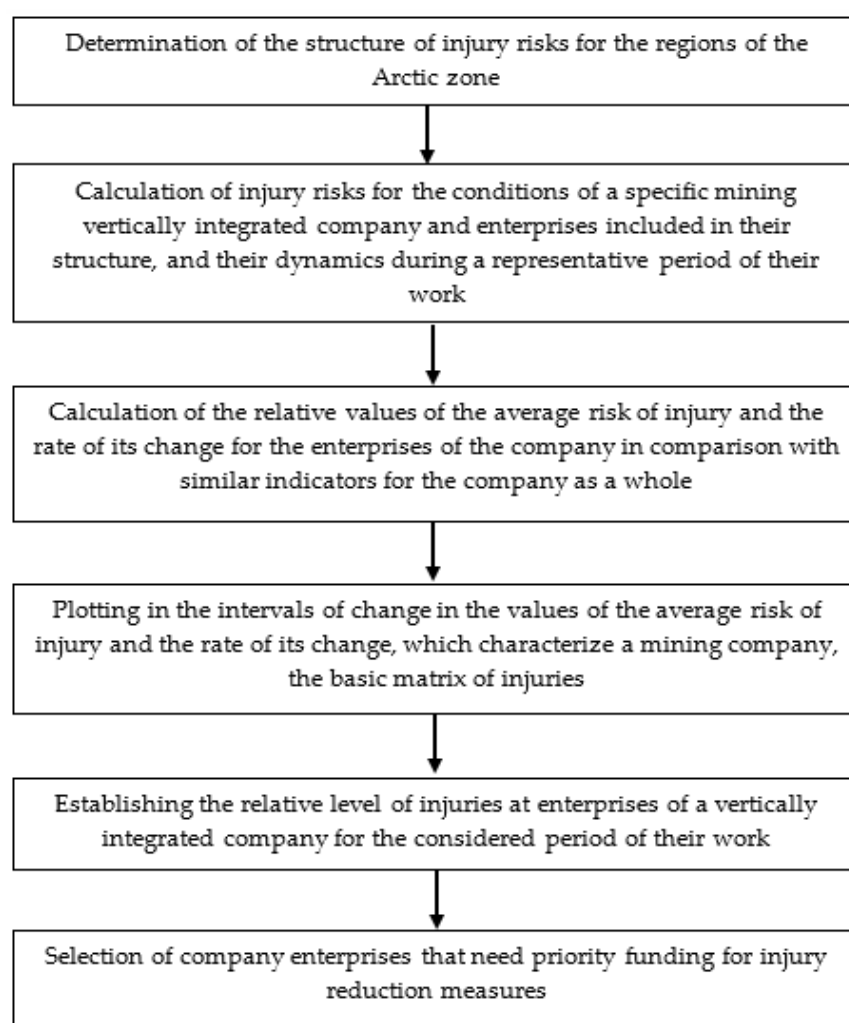 Determination of the structure of injury risks for the regions of the
Arctic zone
Calculation of injury risks for the conditions of a specific mining
vertically integrated company and enterprises included in their
structure, and their dynamics during a representative period of their
work
Calculation of the relative values of the average risk of injury and the
rate of its change for the enterprises of the company in comparison with
similar indicators for the company as a whole
Plotting in the intervals of change in the values of the average risk of
injury and the rate of its change, which characterize a mining company,
the basic matrix of injuries
Establishing the relative level of injuries at enterprises of a vertically
integrated company for the considered period of their work
Selection of company enterprises that need priority funding for injury
reduction measures